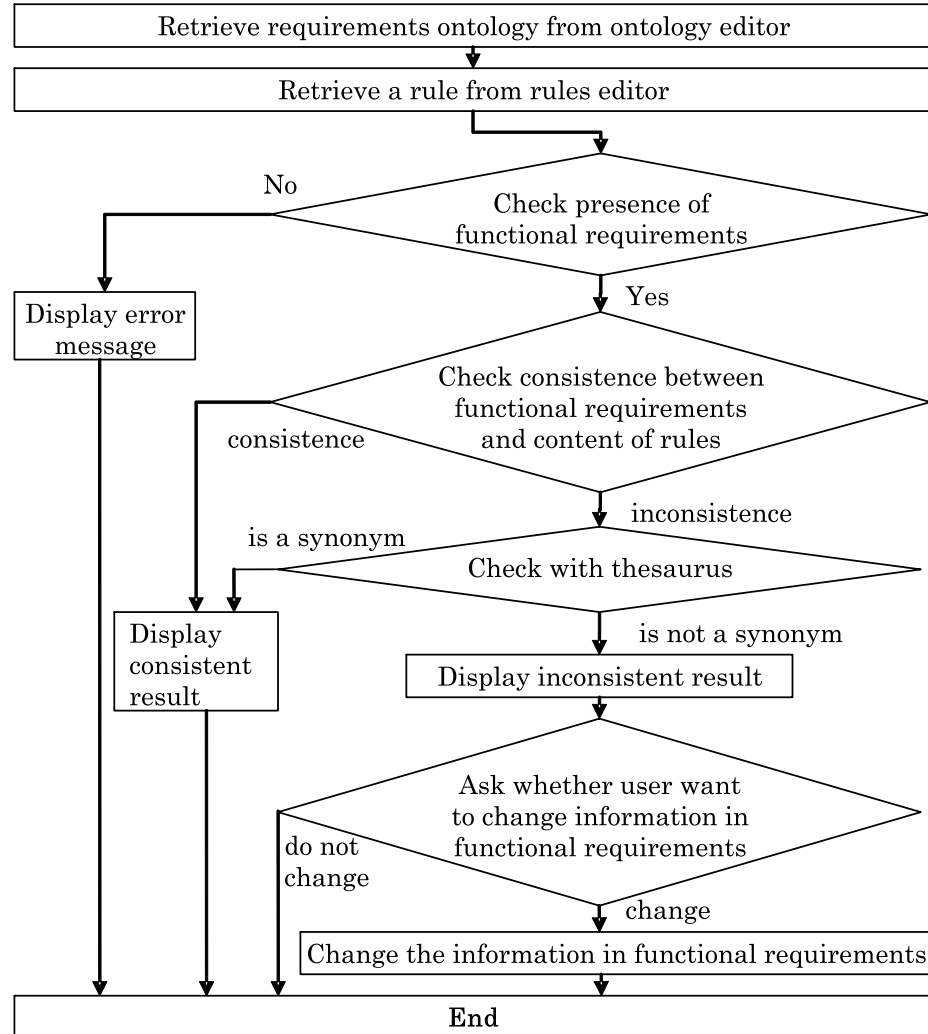 Retrieve requirements ontology from ontology editor
Retrieve a rule from rules editor
No
Check presence of
functional requirements
Yes
Display error
message
Check consistence between
functional requirements
and content of rules
consistence
inconsistence
is a synonym
Check with thesaurus
is not a synonym
Display
consistent
result
Display inconsistent result
Ask whether user want
to change information in
functional requirements
do not
change
change
Change the information in functional requirements
End